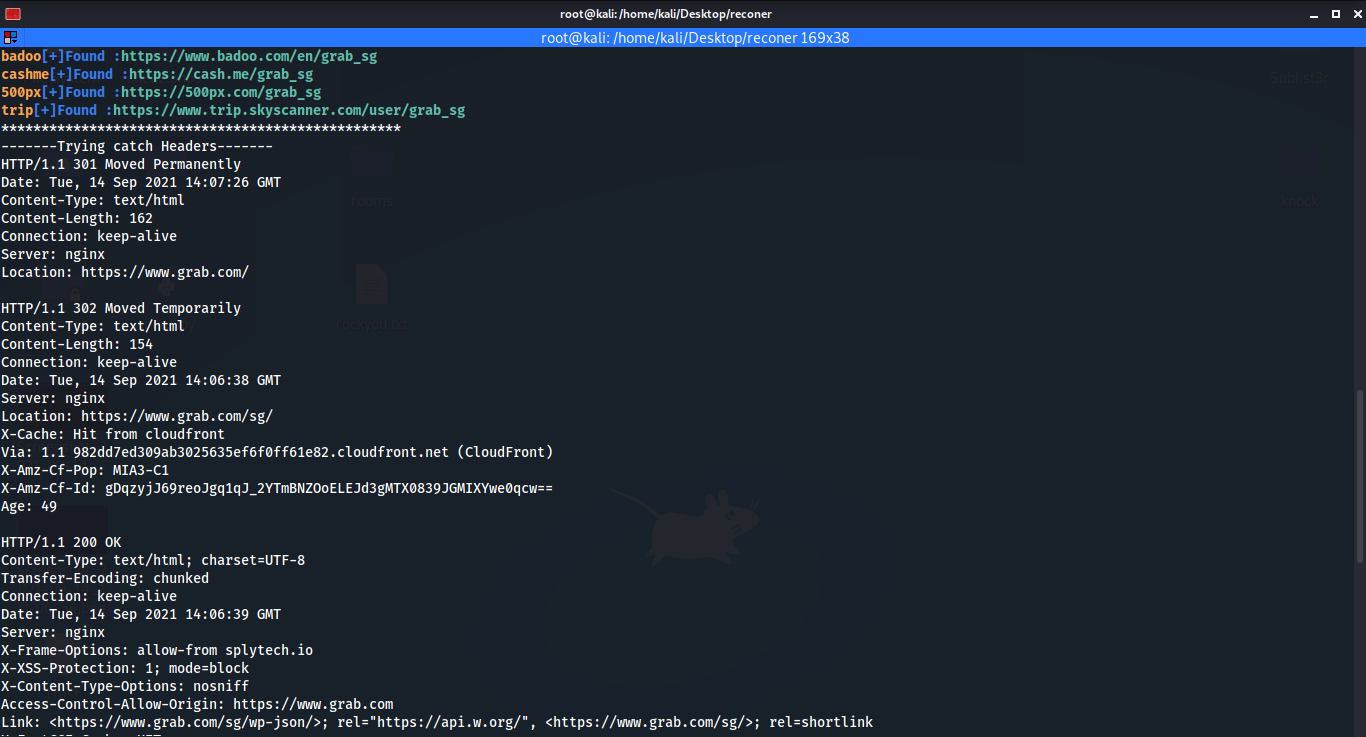 root@kali: /home/kali/Desktop/reconer
root@kali: /home/kali/Desktop/reconer 169x38
badoo[+]Found :https://www.badoo.com/en/grab_sg
cashme[+]Found :https://cash.me/grab_sg
500px[+]Found :https://500px.com/grab_sg
trip[+]Found :https://www.trip.skyscanner.com/user/grab_sg
**************************************************
-------Trying catch Headers-------
HTTP/1.1 301 Moved Permanently
Date: Tue, 14 Sep 2021 14:07:26 GMT
Content-Type: text/html
Content-Length: 162
Connection: keep-alive
Server: nginx
Location: https://www.grab.com/
HTTP/1.1 302 Moved Temporarily
Content-Type: text/html
Content-Length: 154
Connection: keep-alive
Date: Tue, 14 Sep 2021 14:06:38 GMT
Server: nginx
Location: https://www.grab.com/sg/
X-Cache: Hit from cloudfront
Via: 1.1 982dd7ed309ab3025635ef6f0ff61e82.cloudfront.net (CloudFront)
X-Amz-Cf-Pop: MIA3-C1
X-Amz-Cf-Id: gDqzyjJ69reoJgq1qJ_2YTmBNZOoELEJd3gMTX0839JGMIXYwe0qcw==
Age: 49
HTTP/1.1 200 OK
Content-Type: text/html; charset=UTF-8
Transfer-Encoding: chunked
Connection: keep-alive
Date: Tue, 14 Sep 2021 14:06:39 GMT
Server: nginx
X-Frame-Options: allow-from splytech.io
X-XSS-Protection: 1; mode=block
X-Content-Type-Options: nosniff
Access-Control-Allow-Origin: https://www.grab.com
Link: <https://www.grab.com/sg/wp-json/>; rel="https://api.w.org/", <https://www.grab.com/sg/>; rel=shortlink
Sublist3r
rooms
knock
rockyou.txt